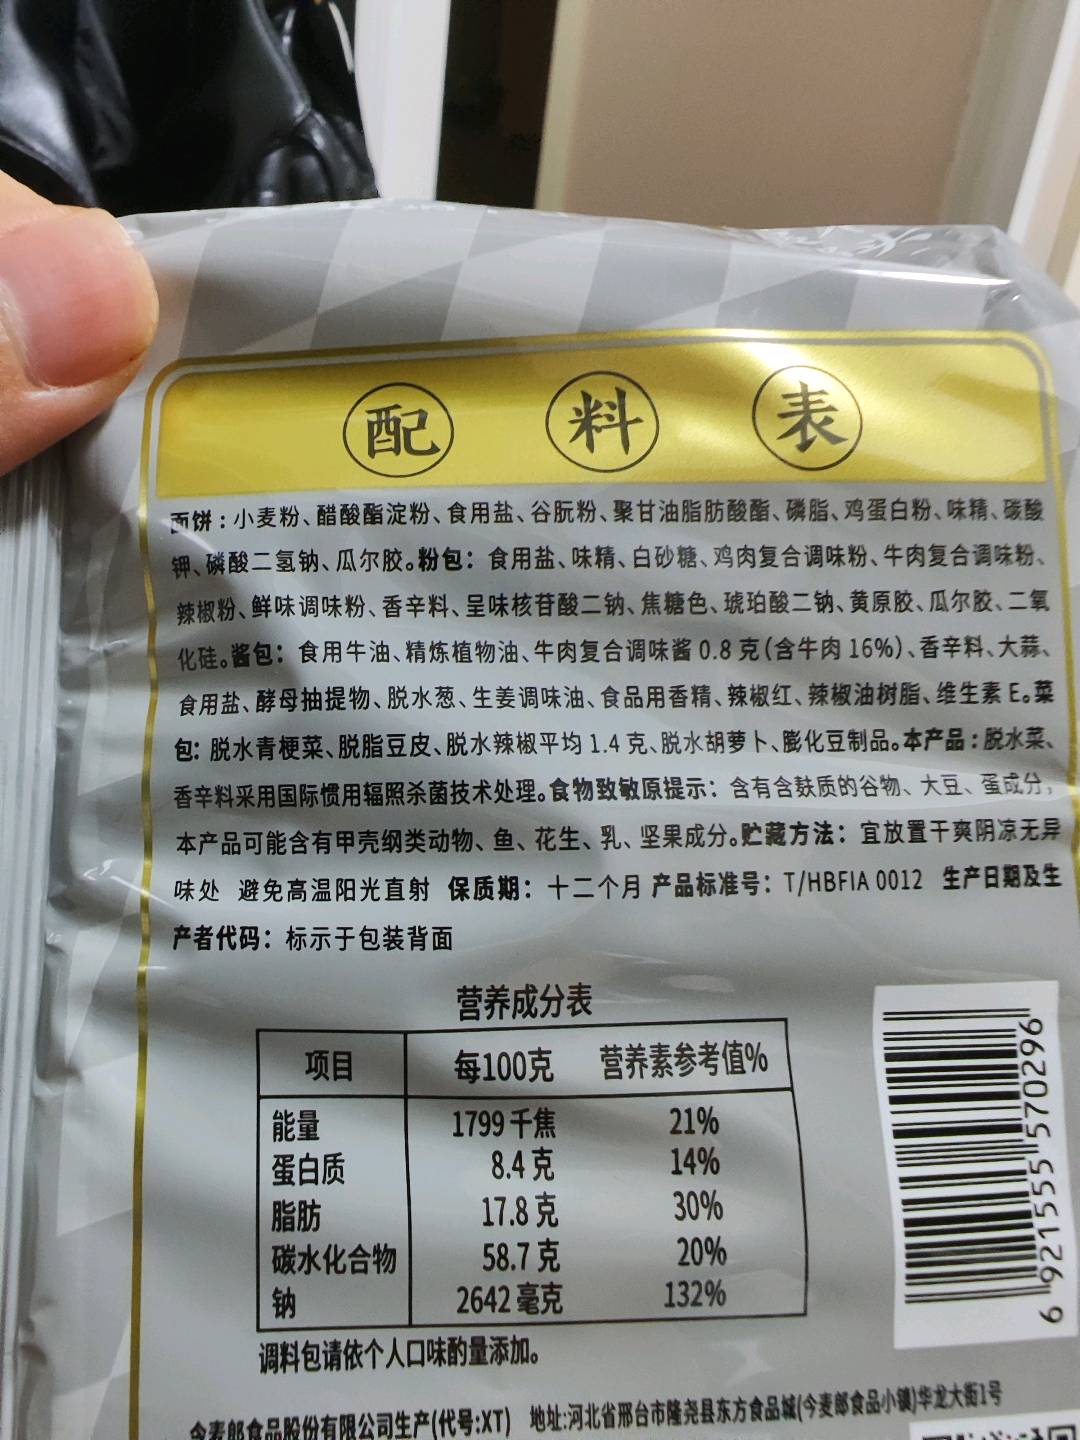 配 料 表
面饼：小麦粉、醋酸酯淀粉、食用盐、谷朊粉、聚甘油脂肪酸酯、磷脂、鸡蛋白粉、味精、碳酸
钾、磷酸二氢钠、瓜尔胶。粉包：食用盐、味精、白砂糖、鸡肉复合调味粉、牛肉复合调味粉、
辣椒粉、鲜味调味粉、香辛料、呈味核苷酸二钠、焦糖色、琥珀酸二钠、黄原胶、瓜尔胶、二氧
化硅。酱包：食用牛油、精炼植物油、牛肉复合调味酱0.8克(含牛肉16%)、香辛料、大蒜、
食用盐、酵母抽提物、脱水葱、生姜调味油、食品用香精、辣椒红、辣椒油树脂、维生素E。菜
包: 脱水青梗菜、脱脂豆皮、脱水辣椒平均1.4克、脱水胡萝卜、膨化豆制品。本产品：脱水菜、
香辛料采用国际惯用辐照杀菌技术处理。食物致敏原提示：含有含麸质的谷物、大豆、蛋成分，
本产品可能含有甲壳纲类动物、鱼、花生、乳、坚果成分。贮藏方法：宜放置干爽阴凉无异
味处 避免高温阳光直射 保质期：十二个月 产品标准号：T/HBFIA 0012 生产日期及生
产者代码：标示于包装背面
营养成分表
项目 每100克 营养素参考值%
能量 1799千焦 21%
蛋白质 8.4克 14%
脂肪 17.8克 30%
碳水化合物 58.7克 20%
钠 2642毫克 132%
调料包请依个人口味酌量添加。
今麦郎食品股份有限公司生产(代号:XT) 地址:河北省邢台市隆尧县东方食品城(今麦郎食品小镇)华龙大街1号
6 921555 570296